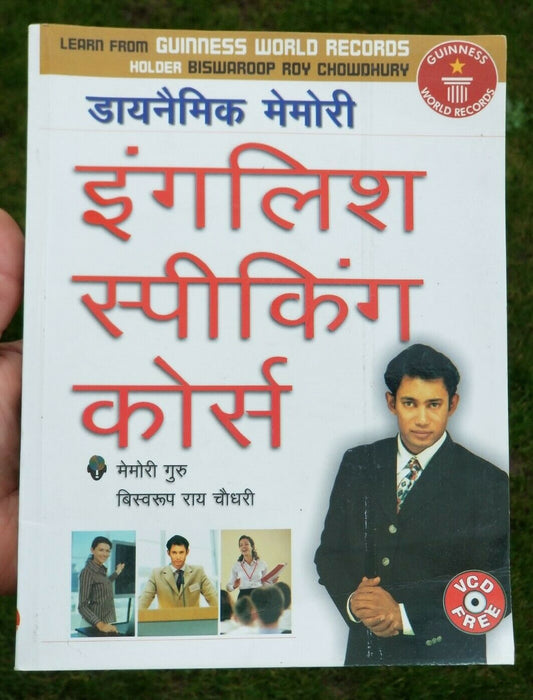 LEARN FROM GUINNESS WORLD RECORDS
HOLDER BISWAROOP ROY CHOWDHURY
GUINNESS
WORLD RECORDS
डायनैमिक मेमोरी
इंगलिश
स्पीकिंग
कोर्स
मेमोरी गुरु
बिस्वरूप राय चौधरी
VCD
FREE